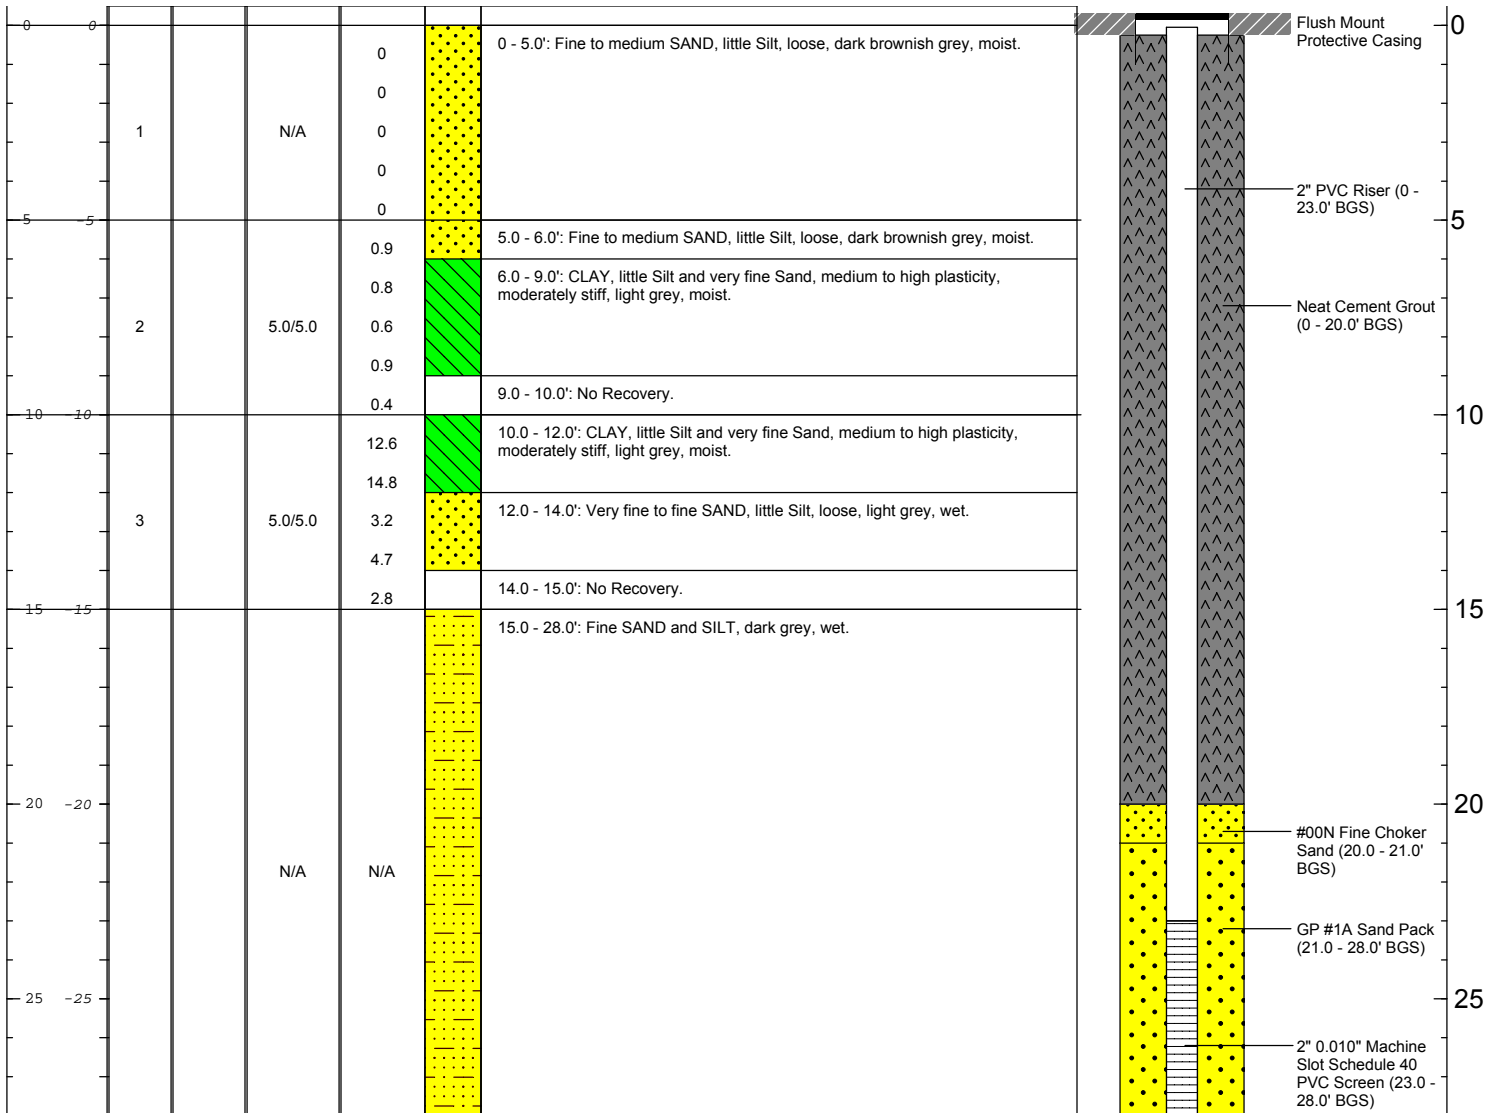 0
0
0
0 - 5.0': Fine to medium SAND, little Silt, loose, dark brownish grey, moist.
Flush Mount
Protective Casing
0
0
0
1
N/A
0
0
2" PVC Riser (0 -
23.0' BGS)
0
5
-5
5
0.9
5.0 - 6.0': Fine to medium SAND, little Silt, loose, dark brownish grey, moist.
0.8
6.0 - 9.0': CLAY, little Silt and very fine Sand, medium to high plasticity,
moderately stiff, light grey, moist.
2
5.0/5.0
0.6
Neat Cement Grout
(0 - 20.0' BGS)
0.9
0.4
9.0 - 10.0': No Recovery.
10
-10
10
12.6
10.0 - 12.0': CLAY, little Silt and very fine Sand, medium to high plasticity,
moderately stiff, light grey, moist.
14.8
3
5.0/5.0
3.2
12.0 - 14.0': Very fine to fine SAND, little Silt, loose, light grey, wet.
4.7
2.8
14.0 - 15.0': No Recovery.
15
-15
15
15.0 - 28.0': Fine SAND and SILT, dark grey, wet.
20
-20
20
#00N Fine Choker
Sand (20.0 - 21.0'
BGS)
N/A
N/A
GP #1A Sand Pack
(21.0 - 28.0' BGS)
25
-25
25
2" 0.010" Machine
Slot Schedule 40
PVC Screen (23.0 -
28.0' BGS)